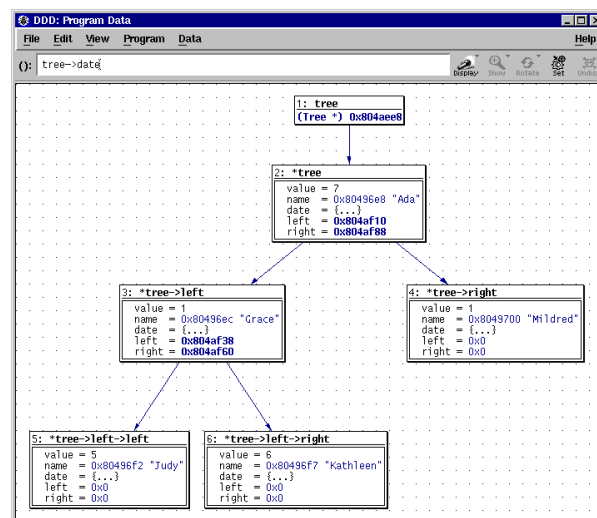 DDD: Program Data
File Edit View Program Data Help
(): tree->date
Display Show Rotate Set Undisp
1: tree
(Tree *) 0x804aee8
2: *tree
value = 7
name = 0x80496e8 "Ada"
date = {...}
left = 0x804af10
right = 0x804af88
3: *tree->left
value = 1
name = 0x80496ec "Grace"
date = {...}
left = 0x804af38
right = 0x804af60
4: *tree->right
value = 1
name = 0x8049700 "Mildred"
date = {...}
left = 0x0
right = 0x0
5: *tree->left->left
value = 5
name = 0x80496f2 "Judy"
date = {...}
left = 0x0
right = 0x0
6: *tree->left->right
value = 6
name = 0x80496f7 "Kathleen"
date = {...}
left = 0x0
right = 0x0